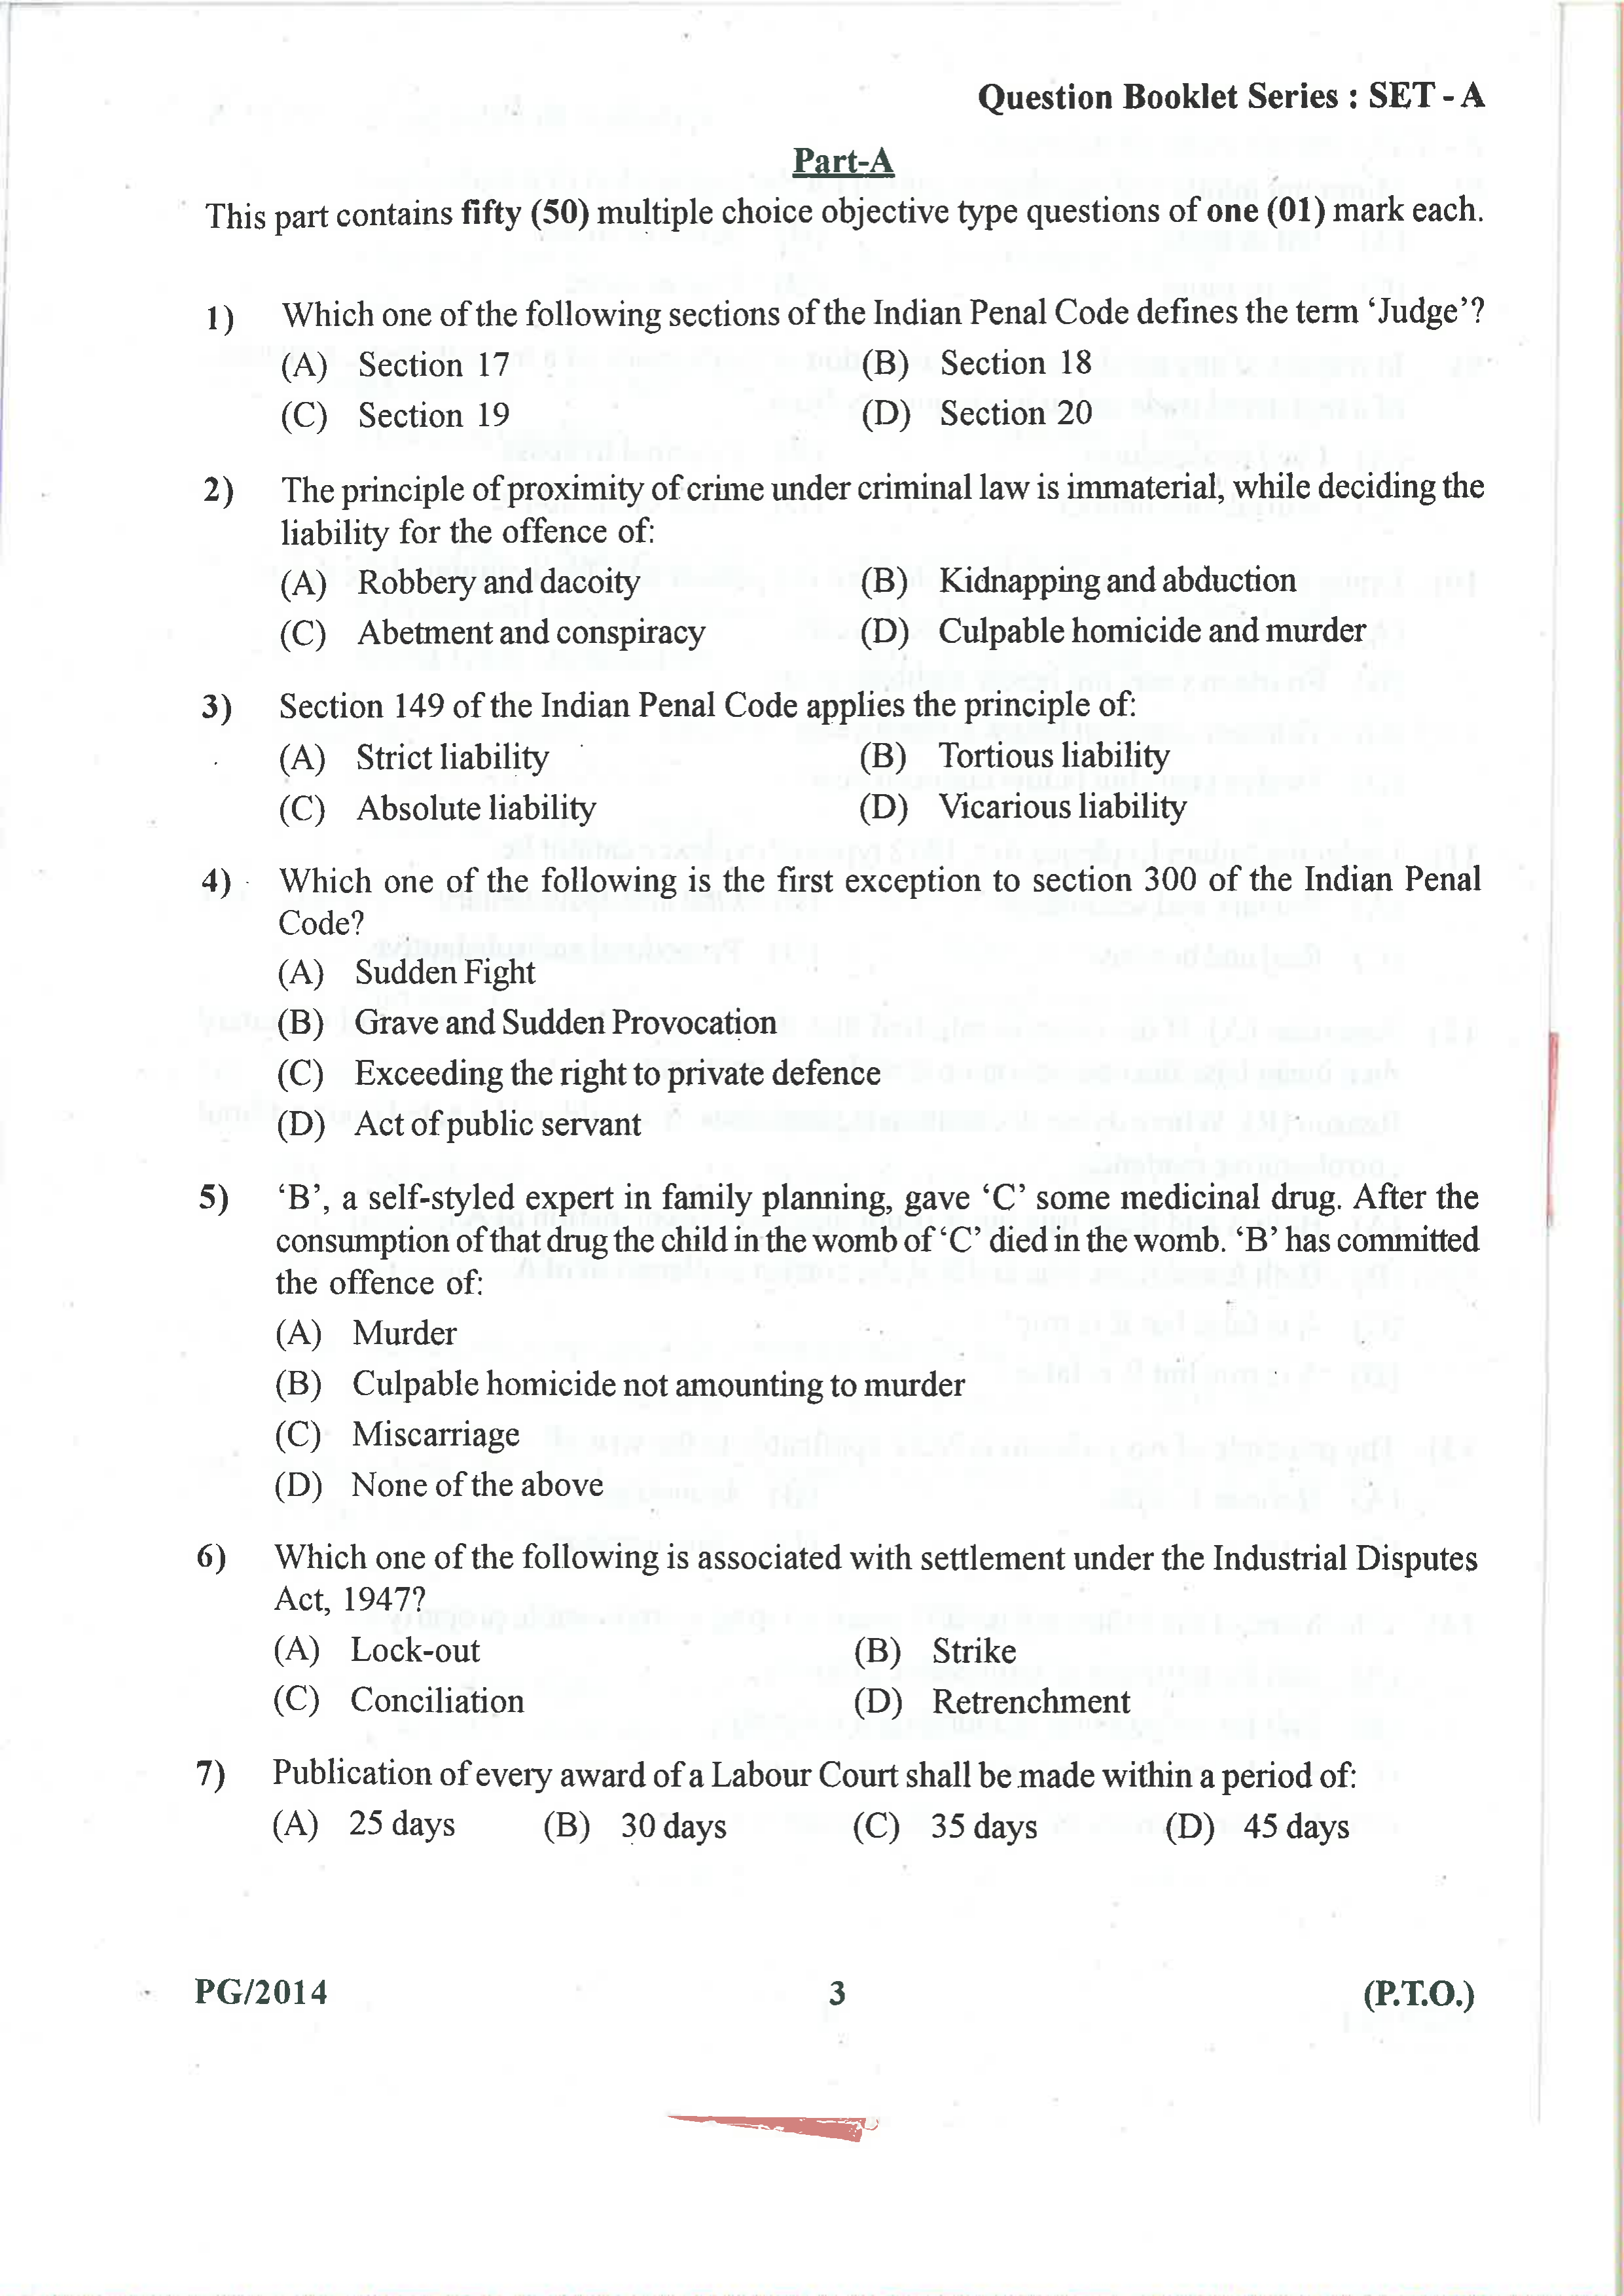 Question Booklet Series : SET - A
Part-A
This part contains fifty (50) multiple choice objective type questions of one (01) mark each.
1) Which one of the following sections of the Indian Penal Code defines the term ‘Judge’?
(A) Section 17 (B) Section 18
(C) Section 19 (D) Section 20
2) The principle of proximity of crime under criminal law is immaterial, while deciding the
liability for the offence of:
(A) Robbery and dacoity (B) Kidnapping and abduction
(C) Abetment and conspiracy (D) Culpable homicide and murder
3) Section 149 of the Indian Penal Code applies the principle of:
(A) Strict liability (B) Tortious liability
(C) Absolute liability (D) Vicarious liability
4) Which one of the following is the first exception to section 300 of the Indian Penal
Code?
(A) Sudden Fight
(B) Grave and Sudden Provocation
(C) Exceeding the right to private defence
(D) Act of public servant
5) ‘B’, a self-styled expert in family planning, gave ‘C’ some medicinal drug. After the
consumption of that drug the child in the womb of ‘C’ died in the womb. ‘B’ has committed
the offence of:
(A) Murder
(B) Culpable homicide not amounting to murder
(C) Miscarriage
(D) None of the above
6) Which one of the following is associated with settlement under the Industrial Disputes
Act, 1947?
(A) Lock-out (B) Strike
(C) Conciliation (D) Retrenchment
7) Publication of every award of a Labour Court shall be made within a period of:
(A) 25 days (B) 30 days (C) 35 days (D) 45 days
PG/2014 3 (P.T.O.)